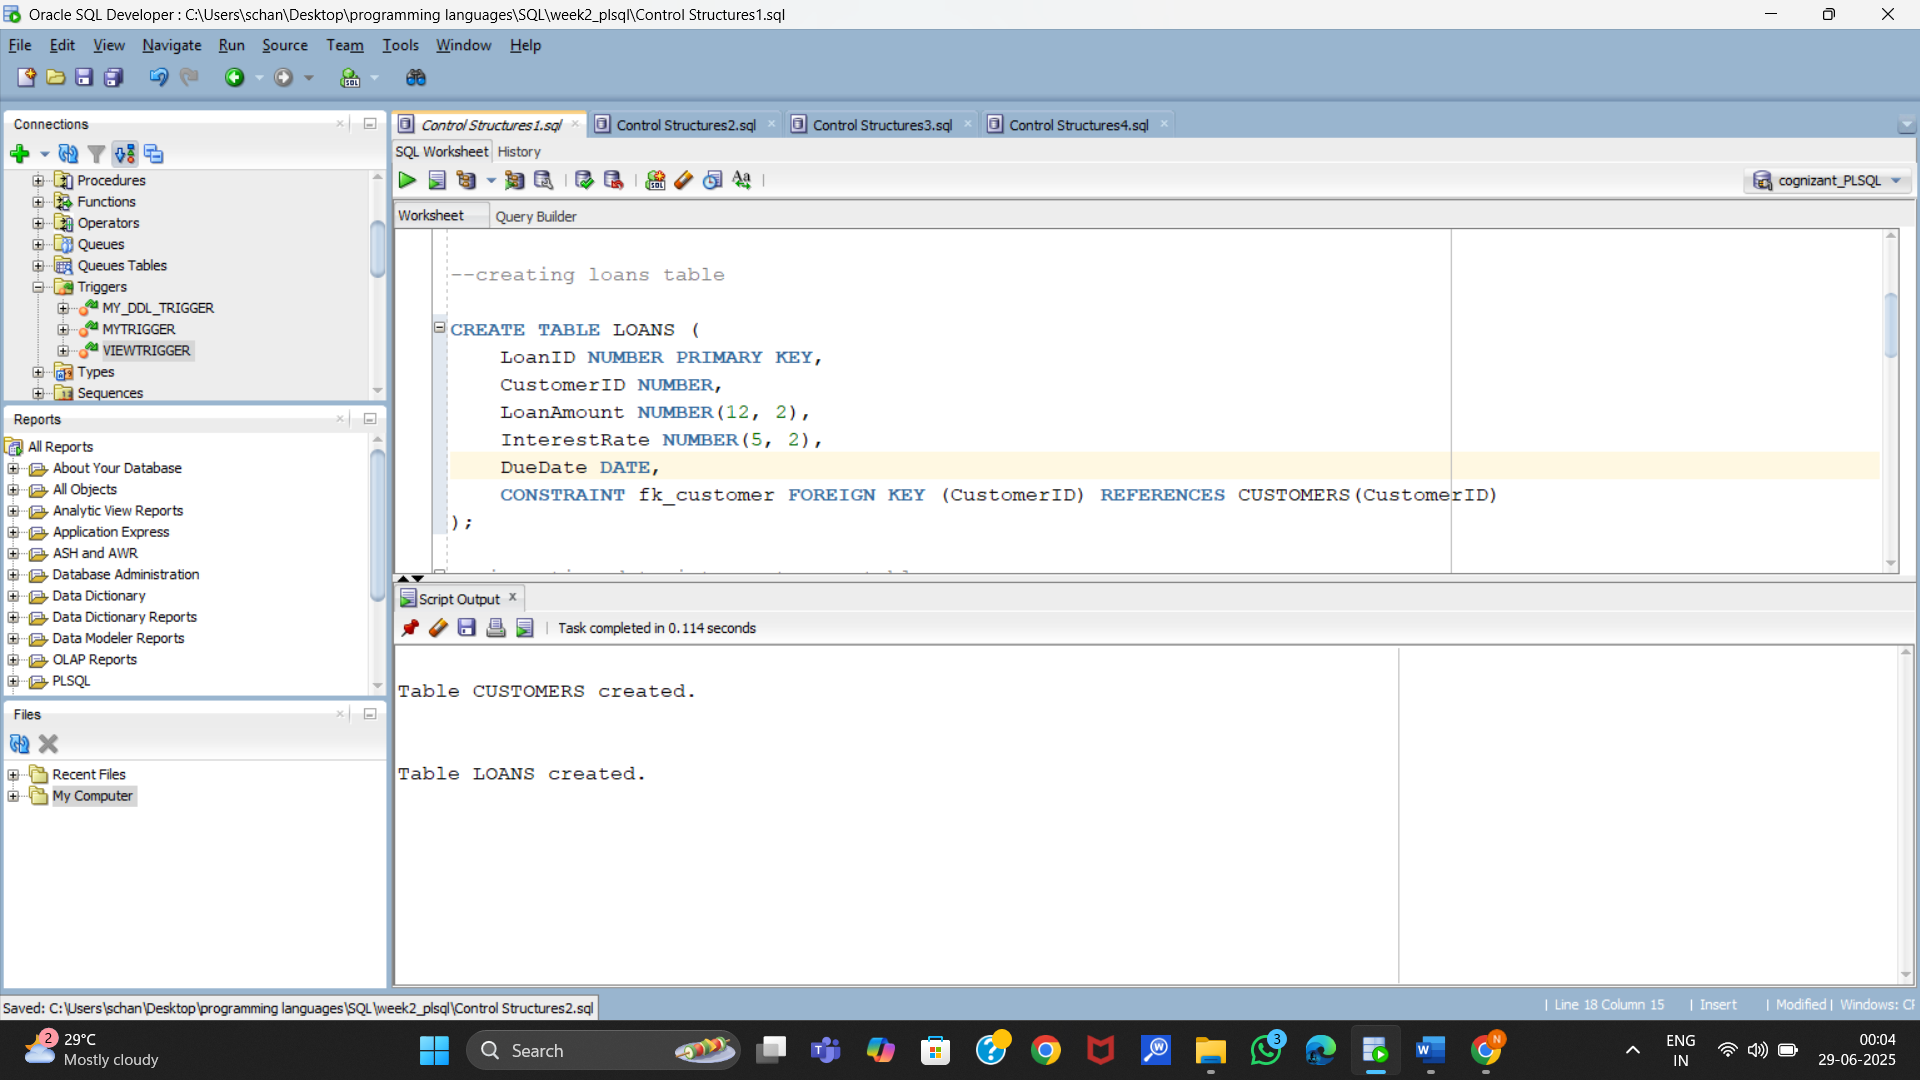 Oracle SQL Developer : C:\Users\schan\Desktop\programming languages\SQL\week2_plsql\Control Structures1.sql
File Edit View Navigate Run Source Team Tools Window Help
Connections
Procedures
Functions
Operators
Queues
Queues Tables
Triggers
MY_DDL_TRIGGER
MYTRIGGER
VIEWTRIGGER
Types
Sequences
Reports
All Reports
About Your Database
All Objects
Analytic View Reports
Application Express
ASH and AWR
Database Administration
Data Dictionary
Data Dictionary Reports
Data Modeler Reports
OLAP Reports
PLSQL
Files
Recent Files
My Computer
Control Structures1.sql Control Structures2.sql Control Structures3.sql Control Structures4.sql
SQL Worksheet History
cognizant_PLSQL
Worksheet Query Builder
--creating loans table
CREATE TABLE LOANS (
LoanID NUMBER PRIMARY KEY,
CustomerID NUMBER,
LoanAmount NUMBER(12, 2),
InterestRate NUMBER(5, 2),
DueDate DATE,
CONSTRAINT fk_customer FOREIGN KEY (CustomerID) REFERENCES CUSTOMERS(CustomerID)
);
Script Output
Task completed in 0.114 seconds
Table CUSTOMERS created.
Table LOANS created.
Saved: C:\Users\schan\Desktop\programming languages\SQL\week2_plsql\Control Structures2.sql
Line 18 Column 15 | Insert | Modified | Windows: CF
2
29°C
Mostly cloudy
Search
3
N
ENG
IN
00:04
29-06-2025